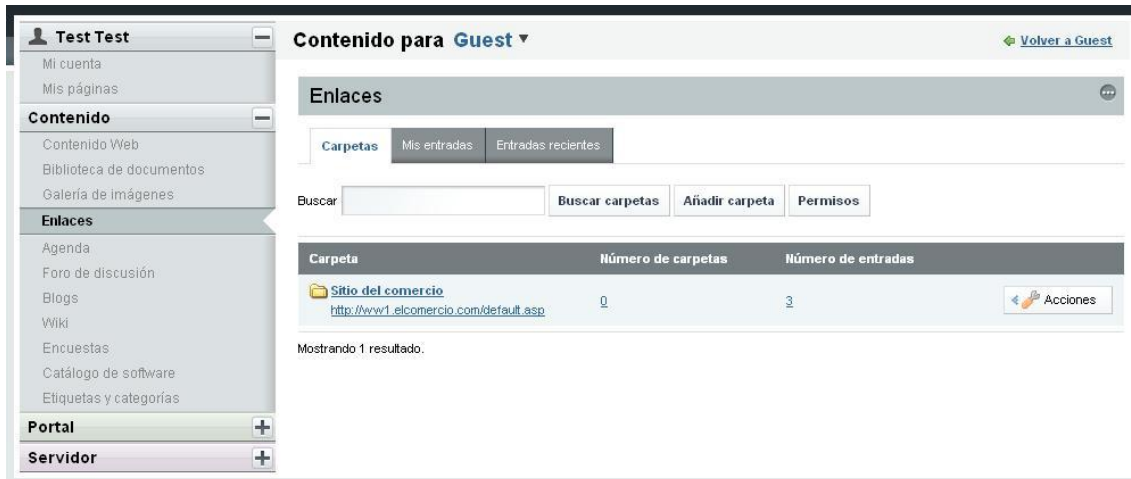 Test Test
Mi cuenta
Mis páginas
Contenido
Contenido Web
Biblioteca de documentos
Galería de imágenes
Enlaces
Agenda
Foro de discusión
Blogs
Wiki
Encuestas
Catálogo de software
Etiquetas y categorías
Portal
Servidor
Contenido para Guest
Volver a Guest
Enlaces
Carpetas Mis entradas Entradas recientes
Buscar Buscar carpetas Añadir carpeta Permisos
Carpeta Número de carpetas Número de entradas
Sitio del comercio
http://ww1.elcomercio.com/default.asp 0 3 Acciones
Mostrando 1 resultado.